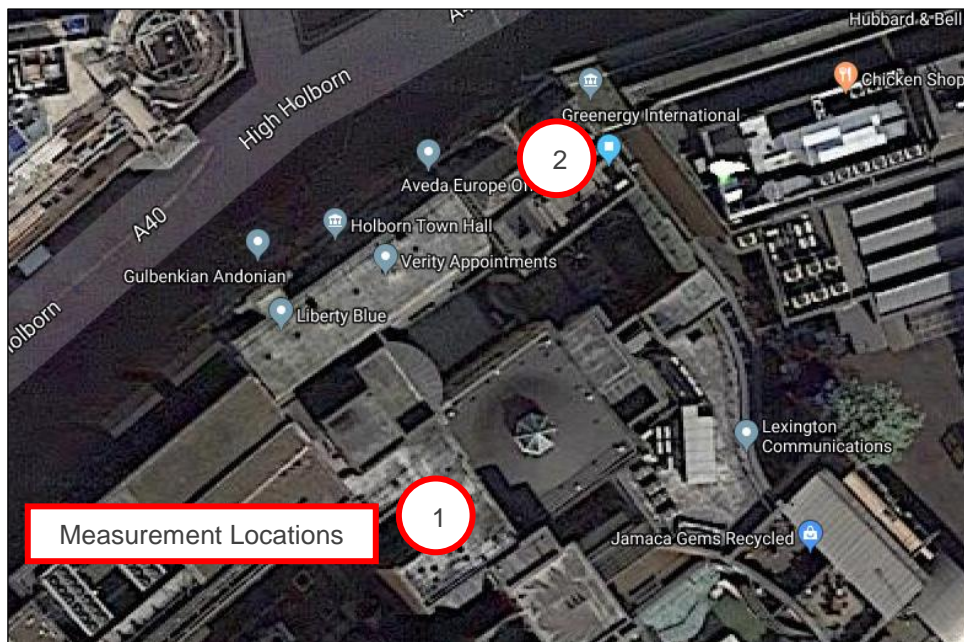 A4
Hubbard & Bell
High Holborn
Chicken Shop
Greenergy International
2
Aveda Europe Of
A40
Holborn Town Hall
Verity Appointments
Gulbenkian Andonian
olborn
Liberty Blue
Lexington
Communications
1
Measurement Locations
Jamaca Gems Recycled